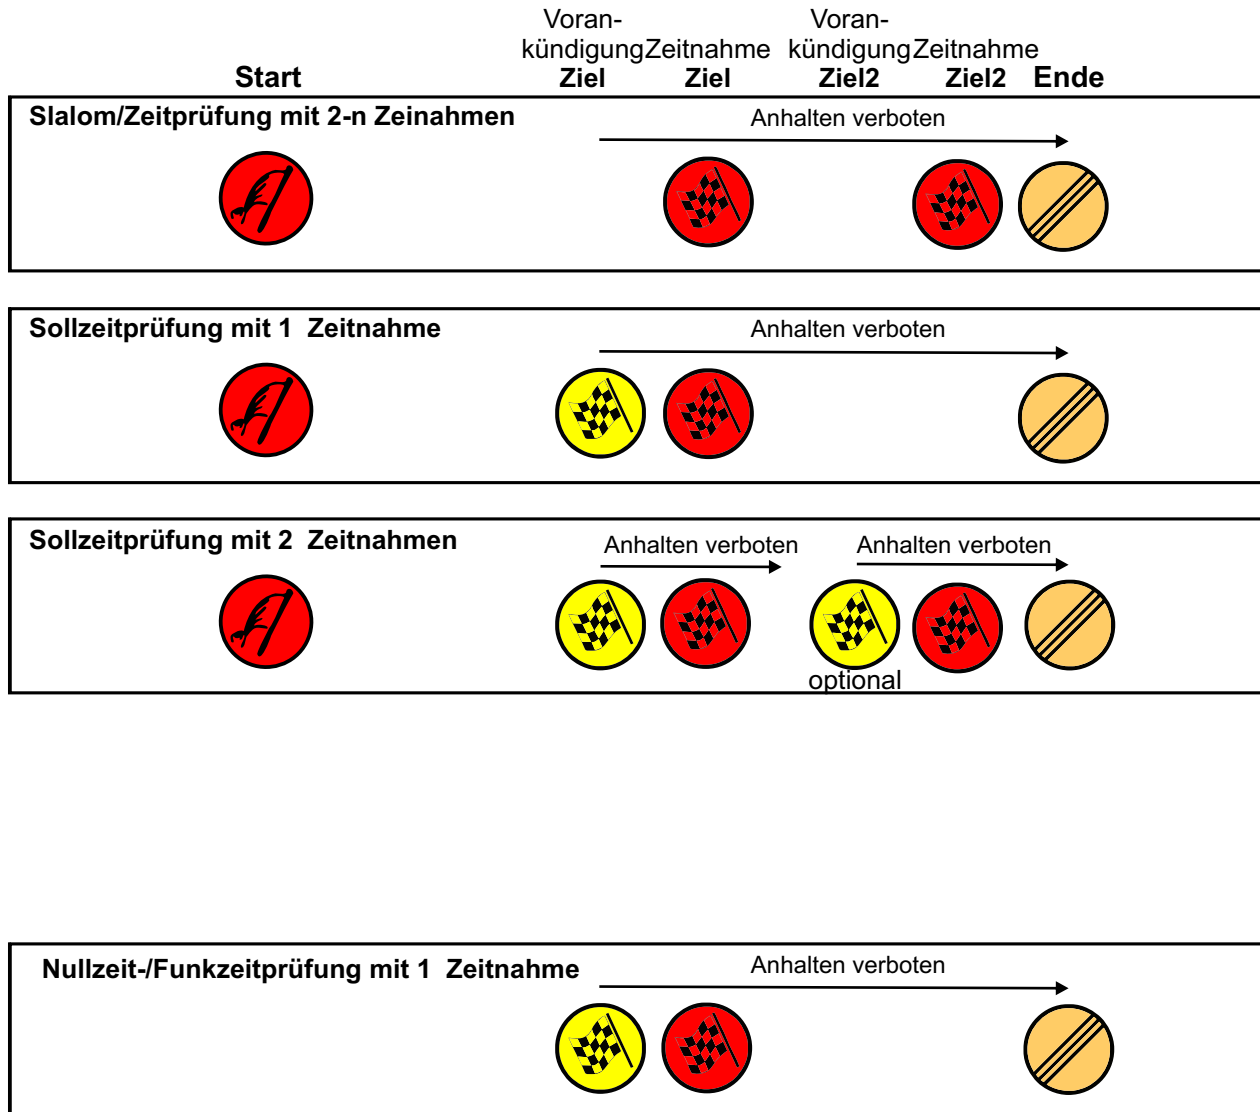 Voran-
kündigung
Ziel
Zeitnahme
Ziel
Voran-
kündigung
Ziel2
Zeitnahme
Ziel2
Start
Ende
Slalom/Zeitprüfung mit 2-n Zeinahmen
Anhalten verboten
Sollzeitprüfung mit 1 Zeitnahme
Anhalten verboten
Sollzeitprüfung mit 2 Zeitnahmen
Anhalten verboten
Anhalten verboten
optional
Nullzeit-/Funkzeitprüfung mit 1 Zeitnahme
Anhalten verboten